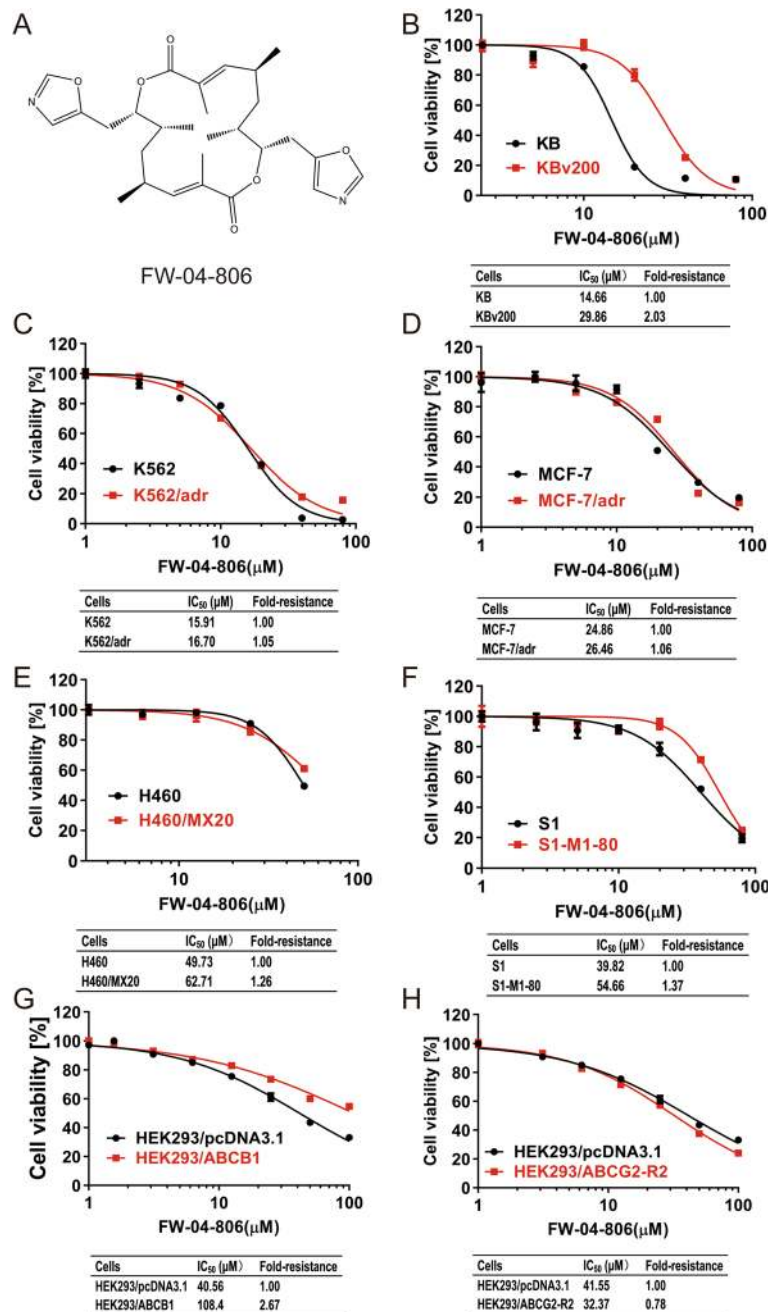 A
O
O
N
O
O
O
N
O
FW-04-806
B
Cell viability [%]
120
100
80
60
40
20
0
KB
KBv200
10
100
FW-04-806(μM)
Cells IC50 (μM) Fold-resistance
KB 14.66 1.00
KBv200 29.86 2.03
C
Cell viability [%]
120
100
80
60
40
20
0
K562
K562/adr
1
10
100
FW-04-806(μM)
Cells IC50 (μM) Fold-resistance
K562 15.91 1.00
K562/adr 16.70 1.05
D
Cell viability [%]
120
100
80
60
40
20
0
MCF-7
MCF-7/adr
1
10
100
FW-04-806(μM)
Cells IC50 (μM) Fold-resistance
MCF-7 24.86 1.00
MCF-7/adr 26.46 1.06
E
Cell viability [%]
120
100
80
60
40
20
0
H460
H460/MX20
10
100
FW-04-806(μM)
Cells IC50 (μM) Fold-resistance
H460 49.73 1.00
H460/MX20 62.71 1.26
F
Cell viability [%]
120
100
80
60
40
20
0
S1
S1-M1-80
1
10
100
FW-04-806(μM)
Cells IC50 (μM) Fold-resistance
S1 39.82 1.00
S1-M1-80 54.66 1.37
G
Cell viability [%]
120
100
80
60
40
20
0
HEK293/pcDNA3.1
HEK293/ABCB1
1
10
100
FW-04-806(μM)
Cells IC50 (μM) Fold-resistance
HEK293/pcDNA3.1 40.56 1.00
HEK293/ABCB1 108.4 2.67
H
Cell viability [%]
120
100
80
60
40
20
0
HEK293/pcDNA3.1
HEK293/ABCG2-R2
1
10
100
FW-04-806(μM)
Cells IC50 (μM) Fold-resistance
HEK293/pcDNA3.1 41.55 1.00
HEK293/ABCG2-R2 32.37 0.78